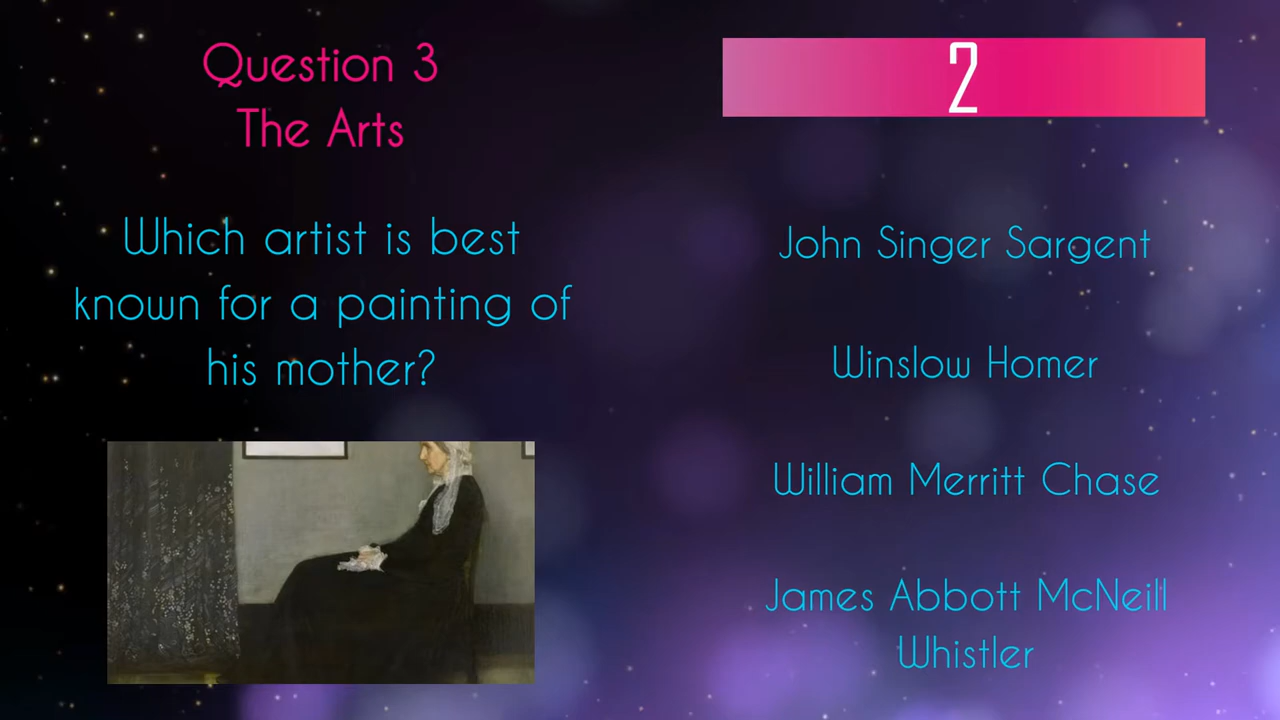 Question 3
The Arts
Which artist is best
known for a painting of
his mother?
2
John Singer Sargent
Winslow Homer
William Merritt Chase
James Abbott McNeill
Whistler